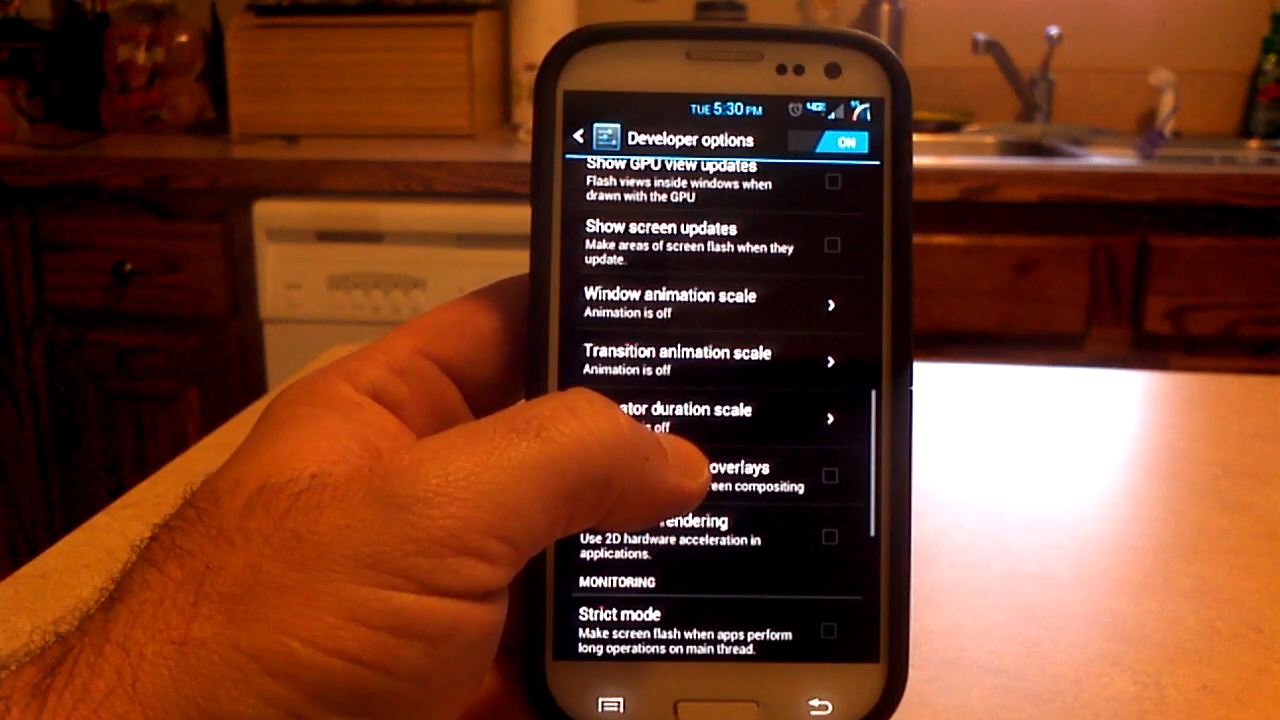 TUE 5:30 PM 4G
Developer options ON
Show GPU view updates
Flash views inside windows when
drawn with the GPU
Show screen updates
Make areas of screen flash when they
update.
Window animation scale
Animation is off
Transition animation scale
Animation is off
ator duration scale
is off
overlays
een compositing
endering
Use 2D hardware acceleration in
applications.
MONITORING
Strict mode
Make screen flash when apps perform
long operations on main thread.